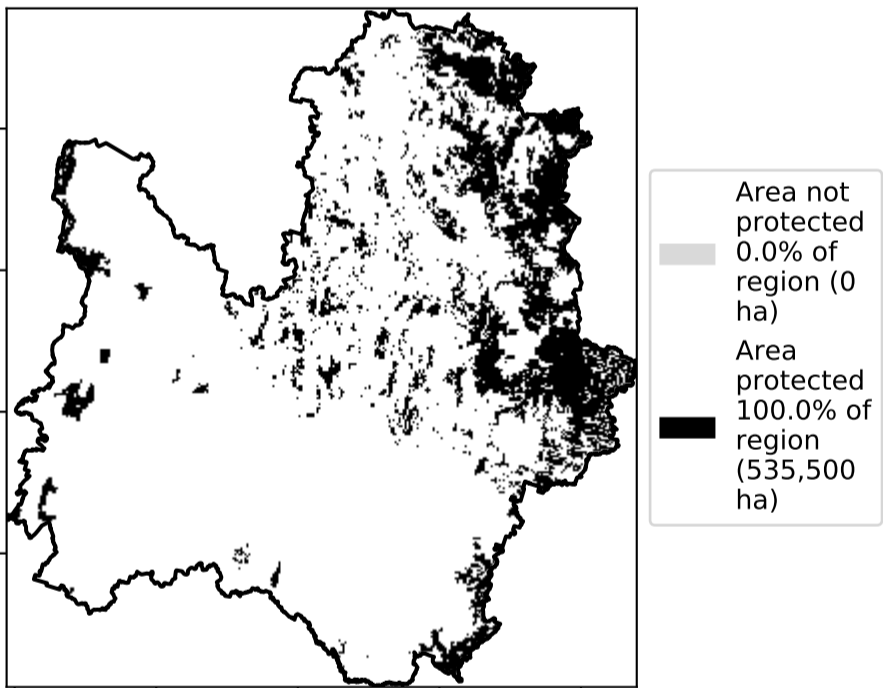 Area not
protected
0.0% of
region (0
ha)
Area
protected
100.0% of
region
(535,500
ha)